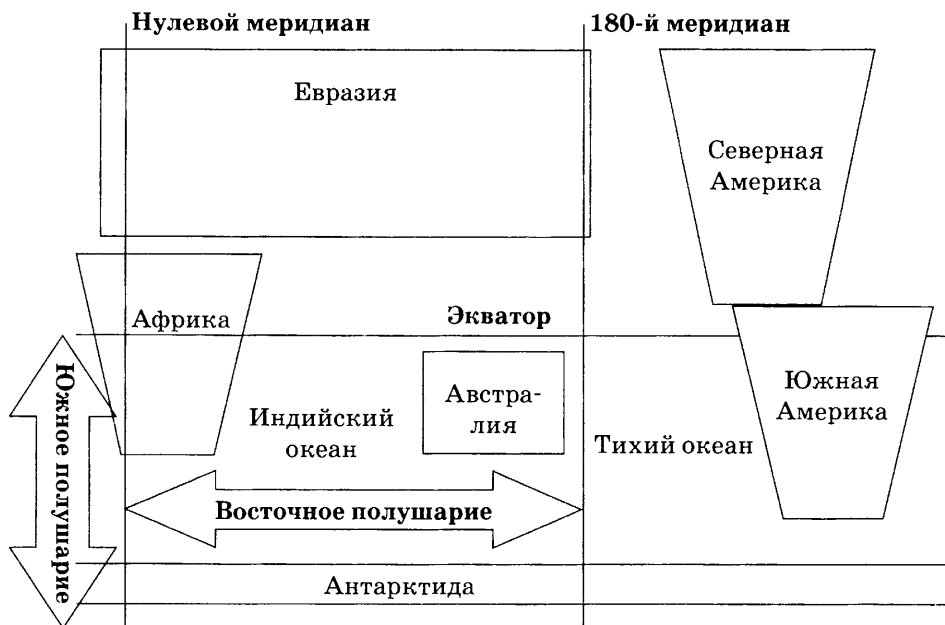 Нулевой меридиан
180-й меридиан
Евразия
Северная
Америка
Африка
Экватор
Южное полушарие
Австра-
лия
Южная
Америка
Индийский
океан
Тихий океан
Восточное полушарие
Антарктида